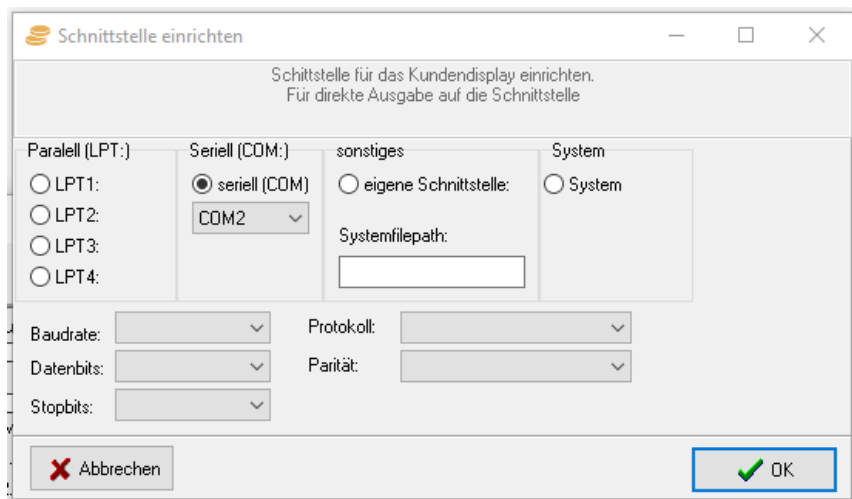 Schnittstelle einrichten
Schittstelle für das Kundendisplay einrichten.
Für direkte Ausgabe auf die Schnittstelle
Paralell (LPT:)
LPT1:
LPT2:
LPT3:
LPT4:
Seriell (COM:)
seriell (COM)
COM2
sonstiges
eigene Schnittstelle:
Systemfilepath:
System
System
Baudrate:
Datenbits:
Stopbits:
Protokoll:
Parität:
Abbrechen
OK